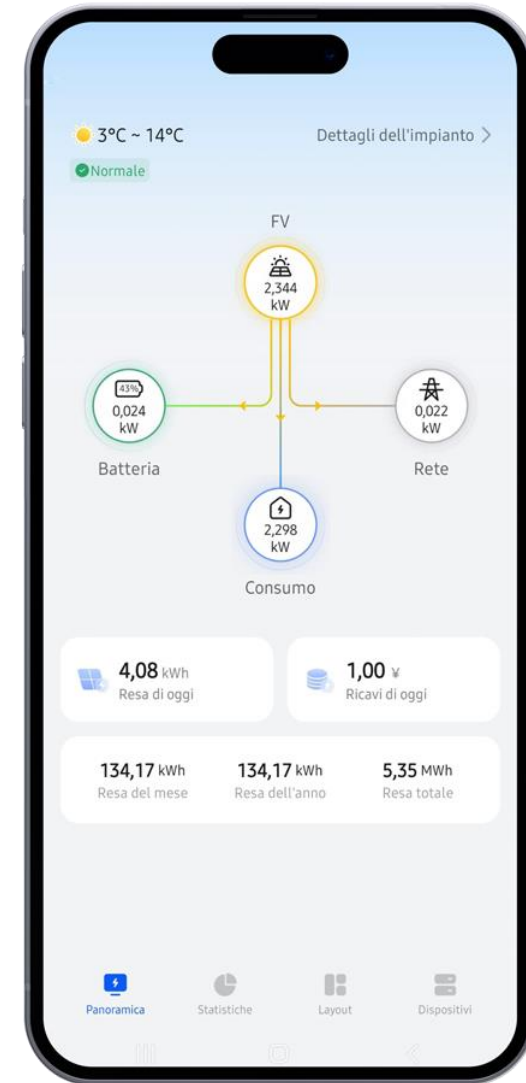 3°C ~ 14°C
Dettagli dell'impianto
Normale
FV
2,344
kW
43%
0,024
kW
Batteria
0,022
kW
Rete
2,298
kW
Consumo
4,08 kWh
Resa di oggi
1,00 ¥
Ricavi di oggi
134,17 kWh
Resa del mese
134,17 kWh
Resa dell'anno
5,35 MWh
Resa totale
Panoramica
Statistiche
Layout
Dispositivi